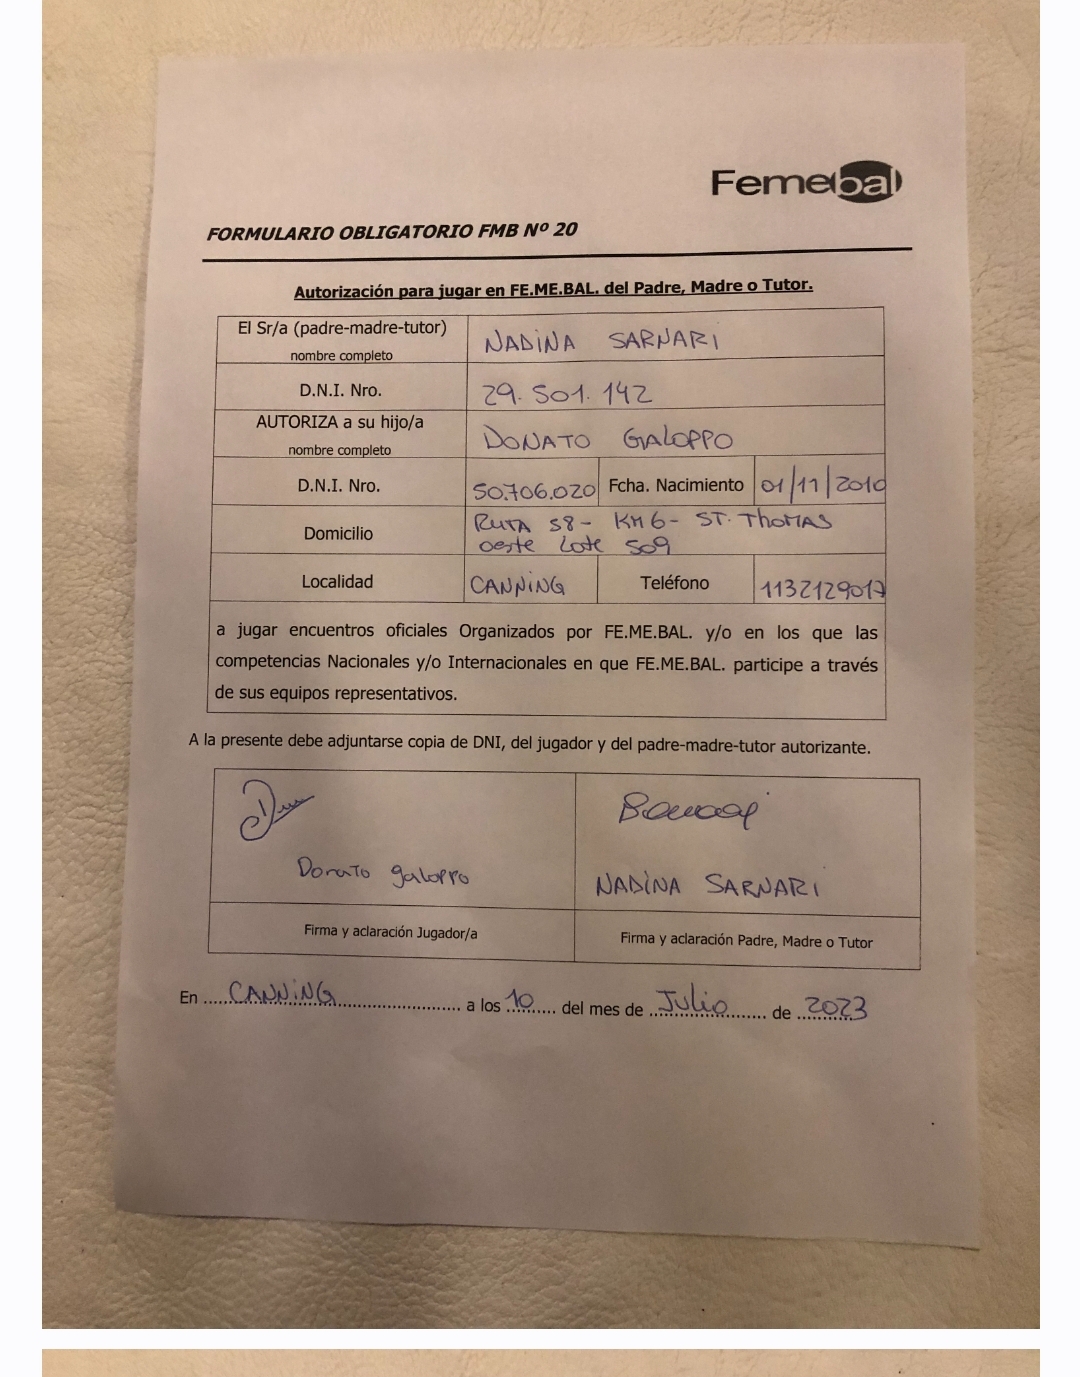 Femebal
FORMULARIO OBLIGATORIO FMB Nº 20
Autorización para jugar en FE.ME.BAL. del Padre, Madre o Tutor.
El Sr/a (padre-madre-tutor) NADINA SARNARI
nombre completo
D.N.I. Nro. 29.501.142
AUTORIZA a su hijo/a DONATO GALOPPO
nombre completo
D.N.I. Nro. 50.706.020 Fcha. Nacimiento 01/11/2010
Domicilio RUTA 58 - KM 6 - ST. THOMAS
oeste Lote 509
Localidad CANNING Teléfono 1132129017
a jugar encuentros oficiales Organizados por FE.ME.BAL. y/o en los que las
competencias Nacionales y/o Internacionales en que FE.ME.BAL. participe a través
de sus equipos representativos.
A la presente debe adjuntarse copia de DNI, del jugador y del padre-madre-tutor autorizante.
Donato galoppo NADINA SARNARI
Firma y aclaración Jugador/a Firma y aclaración Padre, Madre o Tutor
En ..... CANNING ..... a los 10 ..... del mes de Julio ..... de 2023